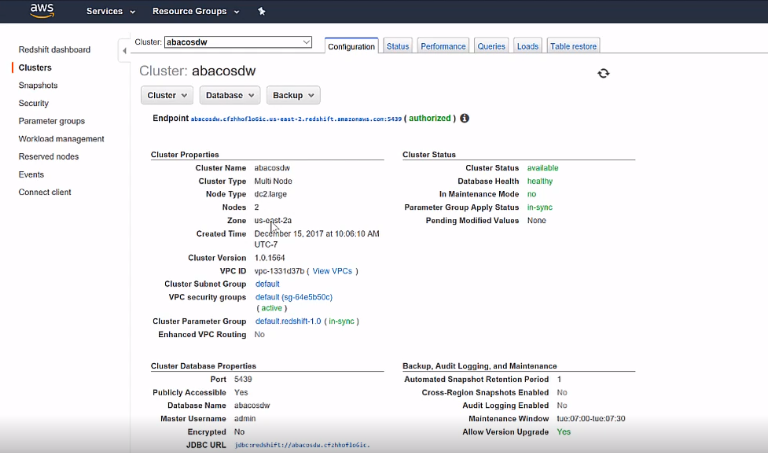 aws Services Resource Groups
Cluster: abacosdw Configuration Status Performance Queries Loads Table restore
Redshift dashboard
Clusters
Snapshots
Security
Parameter groups
Workload management
Reserved nodes
Events
Connect client
Cluster: abacosdw
Cluster Database Backup
Endpoint abacosdw.cfzhhoflo6ic.us-east-2.redshift.amazonaws.com:5439 ( authorized )
Cluster Properties
Cluster Name abacosdw
Cluster Type Multi Node
Node Type dc2.large
Nodes 2
Zone us-east-2a
Created Time December 15, 2017 at 10:06:10 AM
UTC-7
Cluster Version 1.0.1564
VPC ID vpc-1331d37b ( View VPCs )
Cluster Subnet Group default
VPC security groups default (sg-64e5b50c)
( active )
Cluster Parameter Group default.redshift-1.0 ( in-sync )
Enhanced VPC Routing No
Cluster Status
Cluster Status available
Database Health healthy
In Maintenance Mode no
Parameter Group Apply Status in-sync
Pending Modified Values None
Cluster Database Properties
Port 5439
Publicly Accessible Yes
Database Name abacosdw
Master Username admin
Encrypted No
JDBC URL jdbc:redshift://abacosdw.cfzhhoflo6ic.
Backup, Audit Logging, and Maintenance
Automated Snapshot Retention Period 1
Cross-Region Snapshots Enabled No
Audit Logging Enabled No
Maintenance Window tue:07:00-tue:07:30
Allow Version Upgrade Yes